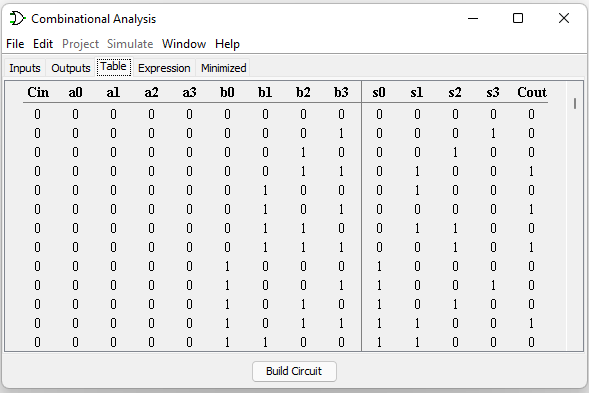 Combinational Analysis
File Edit Project Simulate Window Help
Inputs Outputs Table Expression Minimized
Cin a0 a1 a2 a3 b0 b1 b2 b3 s0 s1 s2 s3 Cout
0 0 0 0 0 0 0 0 0 0 0 0 0 0
0 0 0 0 0 0 0 0 1 0 0 0 1 0
0 0 0 0 0 0 0 1 0 0 0 1 0 0
0 0 0 0 0 0 0 1 1 0 1 0 0 1
0 0 0 0 0 0 1 0 0 0 1 0 0 0
0 0 0 0 0 0 1 0 1 0 0 0 0 1
0 0 0 0 0 0 1 1 0 0 1 1 0 0
0 0 0 0 0 0 1 1 1 0 0 1 0 1
0 0 0 0 0 1 0 0 0 1 0 0 0 0
0 0 0 0 0 1 0 0 1 1 0 0 1 0
0 0 0 0 0 1 0 1 0 1 0 1 0 0
0 0 0 0 0 1 0 1 1 1 1 0 0 1
0 0 0 0 0 1 1 0 0 1 1 0 0 0
Build Circuit